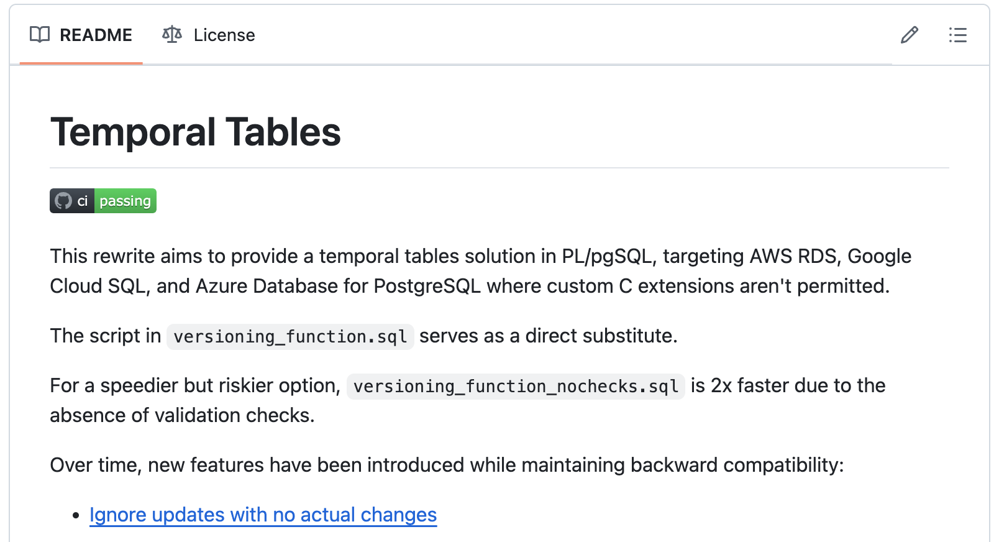 README License
Temporal Tables
ci passing
This rewrite aims to provide a temporal tables solution in PL/pgSQL, targeting AWS RDS, Google
Cloud SQL, and Azure Database for PostgreSQL where custom C extensions aren't permitted.
The script in versioning_function.sql serves as a direct substitute.
For a speedier but riskier option, versioning_function_nochecks.sql is 2x faster due to the
absence of validation checks.
Over time, new features have been introduced while maintaining backward compatibility:
• Ignore updates with no actual changes